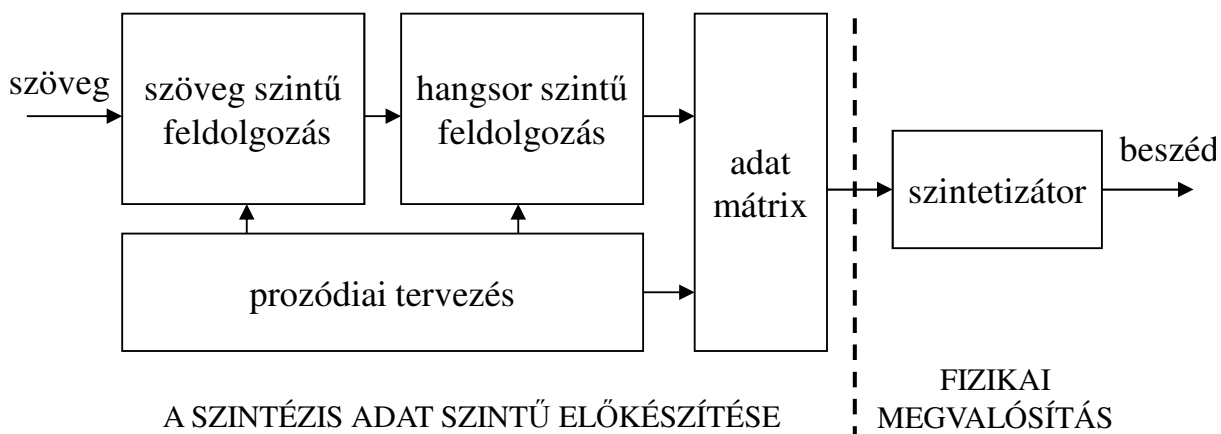 szöveg
szöveg szintű
feldolgozás
hangsor szintű
feldolgozás
prozódiai tervezés
adat
mátrix
szintetizátor
beszéd
A SZINTÉZIS ADAT SZINTŰ ELŐKÉSZÍTÉSE
FIZIKAI
MEGVALÓSÍTÁS